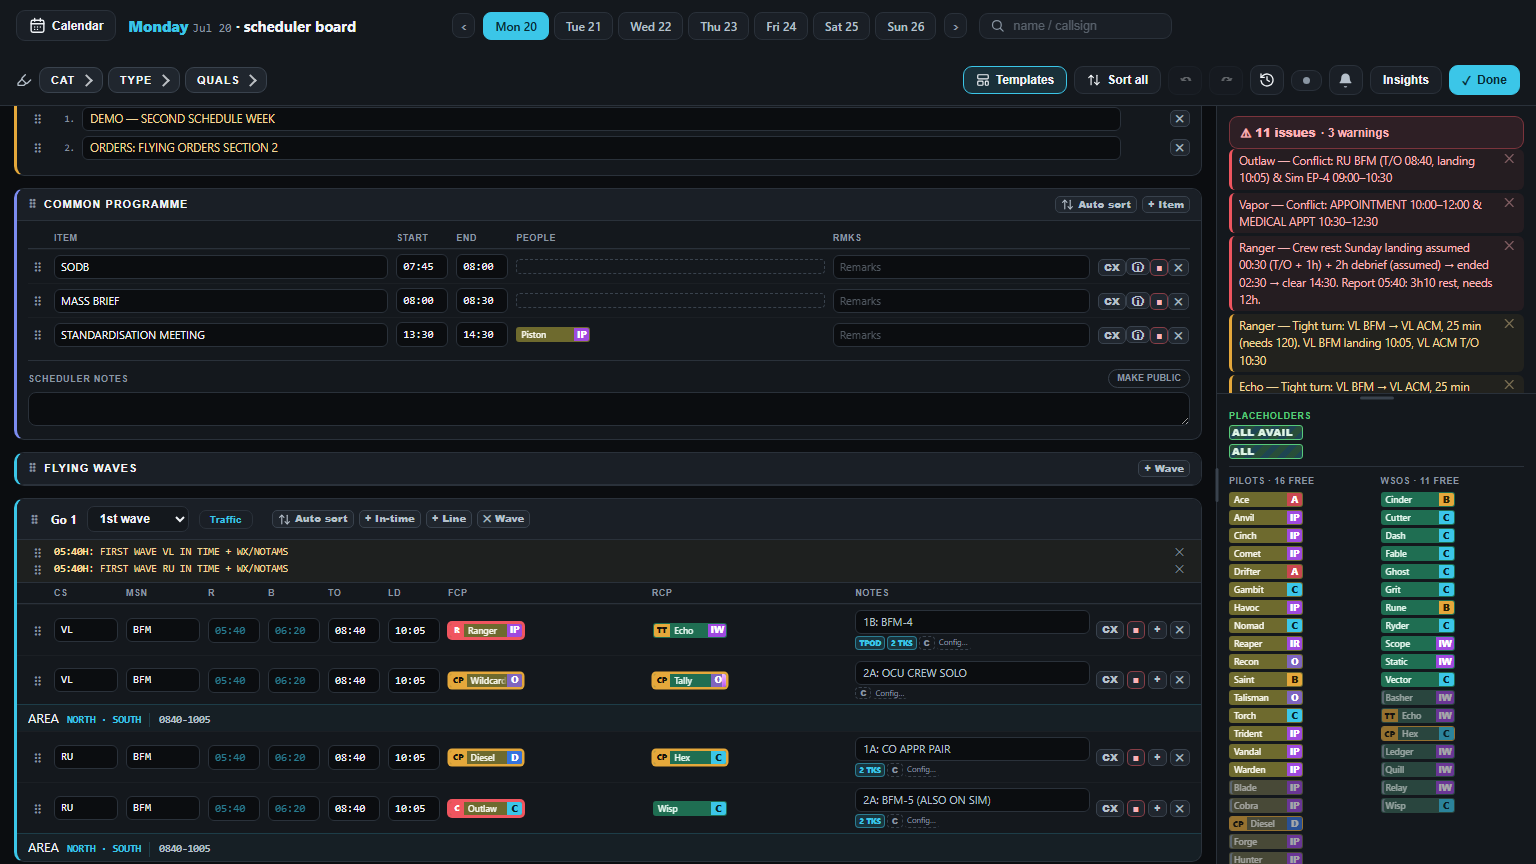 Calendar
Monday Jul 20 · scheduler board
Mon 20
Tue 21
Wed 22
Thu 23
Fri 24
Sat 25
Sun 26
name / callsign
CAT
TYPE
QUALS
Templates
Sort all
Insights
✓ Done
1. DEMO — SECOND SCHEDULE WEEK
2. ORDERS: FLYING ORDERS SECTION 2
COMMON PROGRAMME
Auto sort
+ Item
ITEM START END PEOPLE RMKS
SODB 07:45 08:00 Remarks CX
MASS BRIEF 08:00 08:30 Remarks CX
STANDARDISATION MEETING 13:30 14:30 Piston IP Remarks CX
SCHEDULER NOTES
MAKE PUBLIC
FLYING WAVES
+ Wave
Go 1 1st wave Traffic Auto sort + In-time + Line X Wave
05:40H: FIRST WAVE VL IN TIME + WX/NOTAMS
05:40H: FIRST WAVE RU IN TIME + WX/NOTAMS
CS MSN R B TO LD FCP RCP NOTES
VL BFM 05:40 06:20 08:40 10:05 R Ranger IP TT Echo IW 1B: BFM-4 CX
TPOD 2 TKS C Config...
VL BFM 05:40 06:20 08:40 10:05 CP Wildcard O CP Tally O 2A: OCU CREW SOLO CX
C Config...
AREA NORTH · SOUTH 0840-1005
RU BFM 05:40 06:20 08:40 10:05 CP Diesel D CP Hex C 1A: CO APPR PAIR CX
2 TKS C Config...
RU BFM 05:40 06:20 08:40 10:05 C Outlaw C Wisp C 2A: BFM-5 (ALSO ON SIM) CX
2 TKS C Config...
AREA NORTH · SOUTH 0840-1005
⚠ 11 issues · 3 warnings
Outlaw — Conflict: RU BFM (T/O 08:40, landing
10:05) & Sim EP-4 09:00–10:30
Vapor — Conflict: APPOINTMENT 10:00–12:00 &
MEDICAL APPT 10:30–12:30
Ranger — Crew rest: Sunday landing assumed
00:30 (T/O + 1h) + 2h debrief (assumed) → ended
02:30 → clear 14:30. Report 05:40: 3h10 rest, needs
12h.
Ranger — Tight turn: VL BFM → VL ACM, 25 min
(needs 120). VL BFM landing 10:05, VL ACM T/O
10:30
Echo — Tight turn: VL BFM → VL ACM, 25 min
PLACEHOLDERS
ALL AVAIL
ALL
PILOTS · 16 FREE
Ace A
Anvil IP
Cinch IP
Comet IP
Drifter A
Gambit C
Havoc IP
Nomad C
Reaper IR
Recon O
Saint B
Talisman O
Torch C
Trident IP
Vandal IP
Warden IP
Blade IP
Cobra IP
CP Diesel D
Forge IP
Hunter IP
WSOS · 11 FREE
Cinder B
Cutter C
Dash C
Fable C
Ghost C
Grit C
Rune B
Ryder C
Scope IW
Static IW
Vector C
Basher IW
TT Echo IW
CP Hex C
Ledger IW
Quill IW
Relay IW
Wisp C